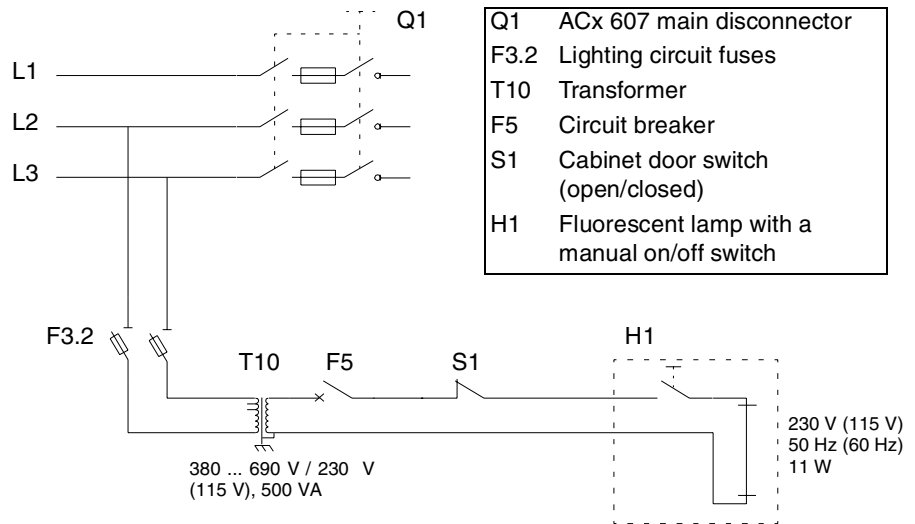 Q1
L1
L2
L3
Q1 ACx 607 main disconnector
F3.2 Lighting circuit fuses
T10 Transformer
F5 Circuit breaker
S1 Cabinet door switch
(open/closed)
H1 Fluorescent lamp with a
manual on/off switch
F3.2
T10
F5
S1
H1
380 ... 690 V / 230 V
(115 V), 500 VA
230 V (115 V)
50 Hz (60 Hz)
11 W